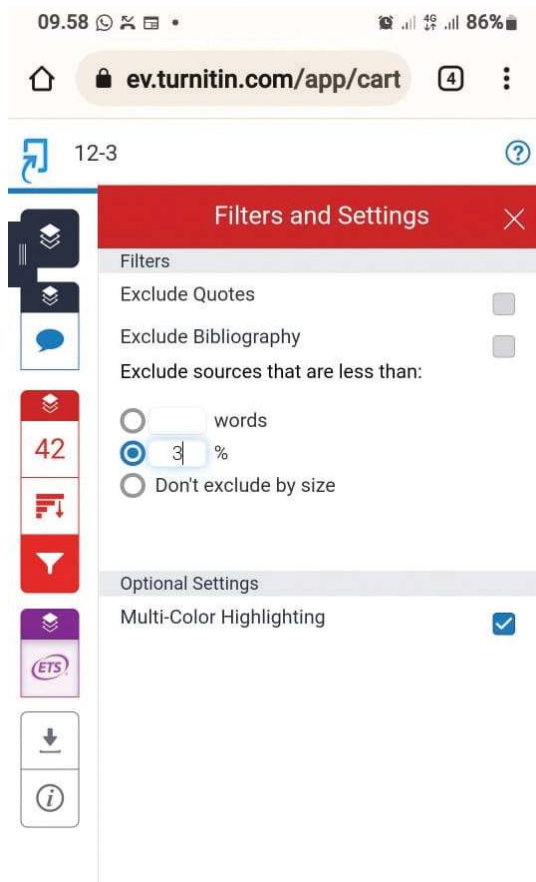 09.58 4G 86%
ev.turnitin.com/app/cart 4
12-3 ?
Filters and Settings
Filters
Exclude Quotes
Exclude Bibliography
Exclude sources that are less than:
words
42
3 %
Don't exclude by size
Optional Settings
Multi-Color Highlighting
ETS
i